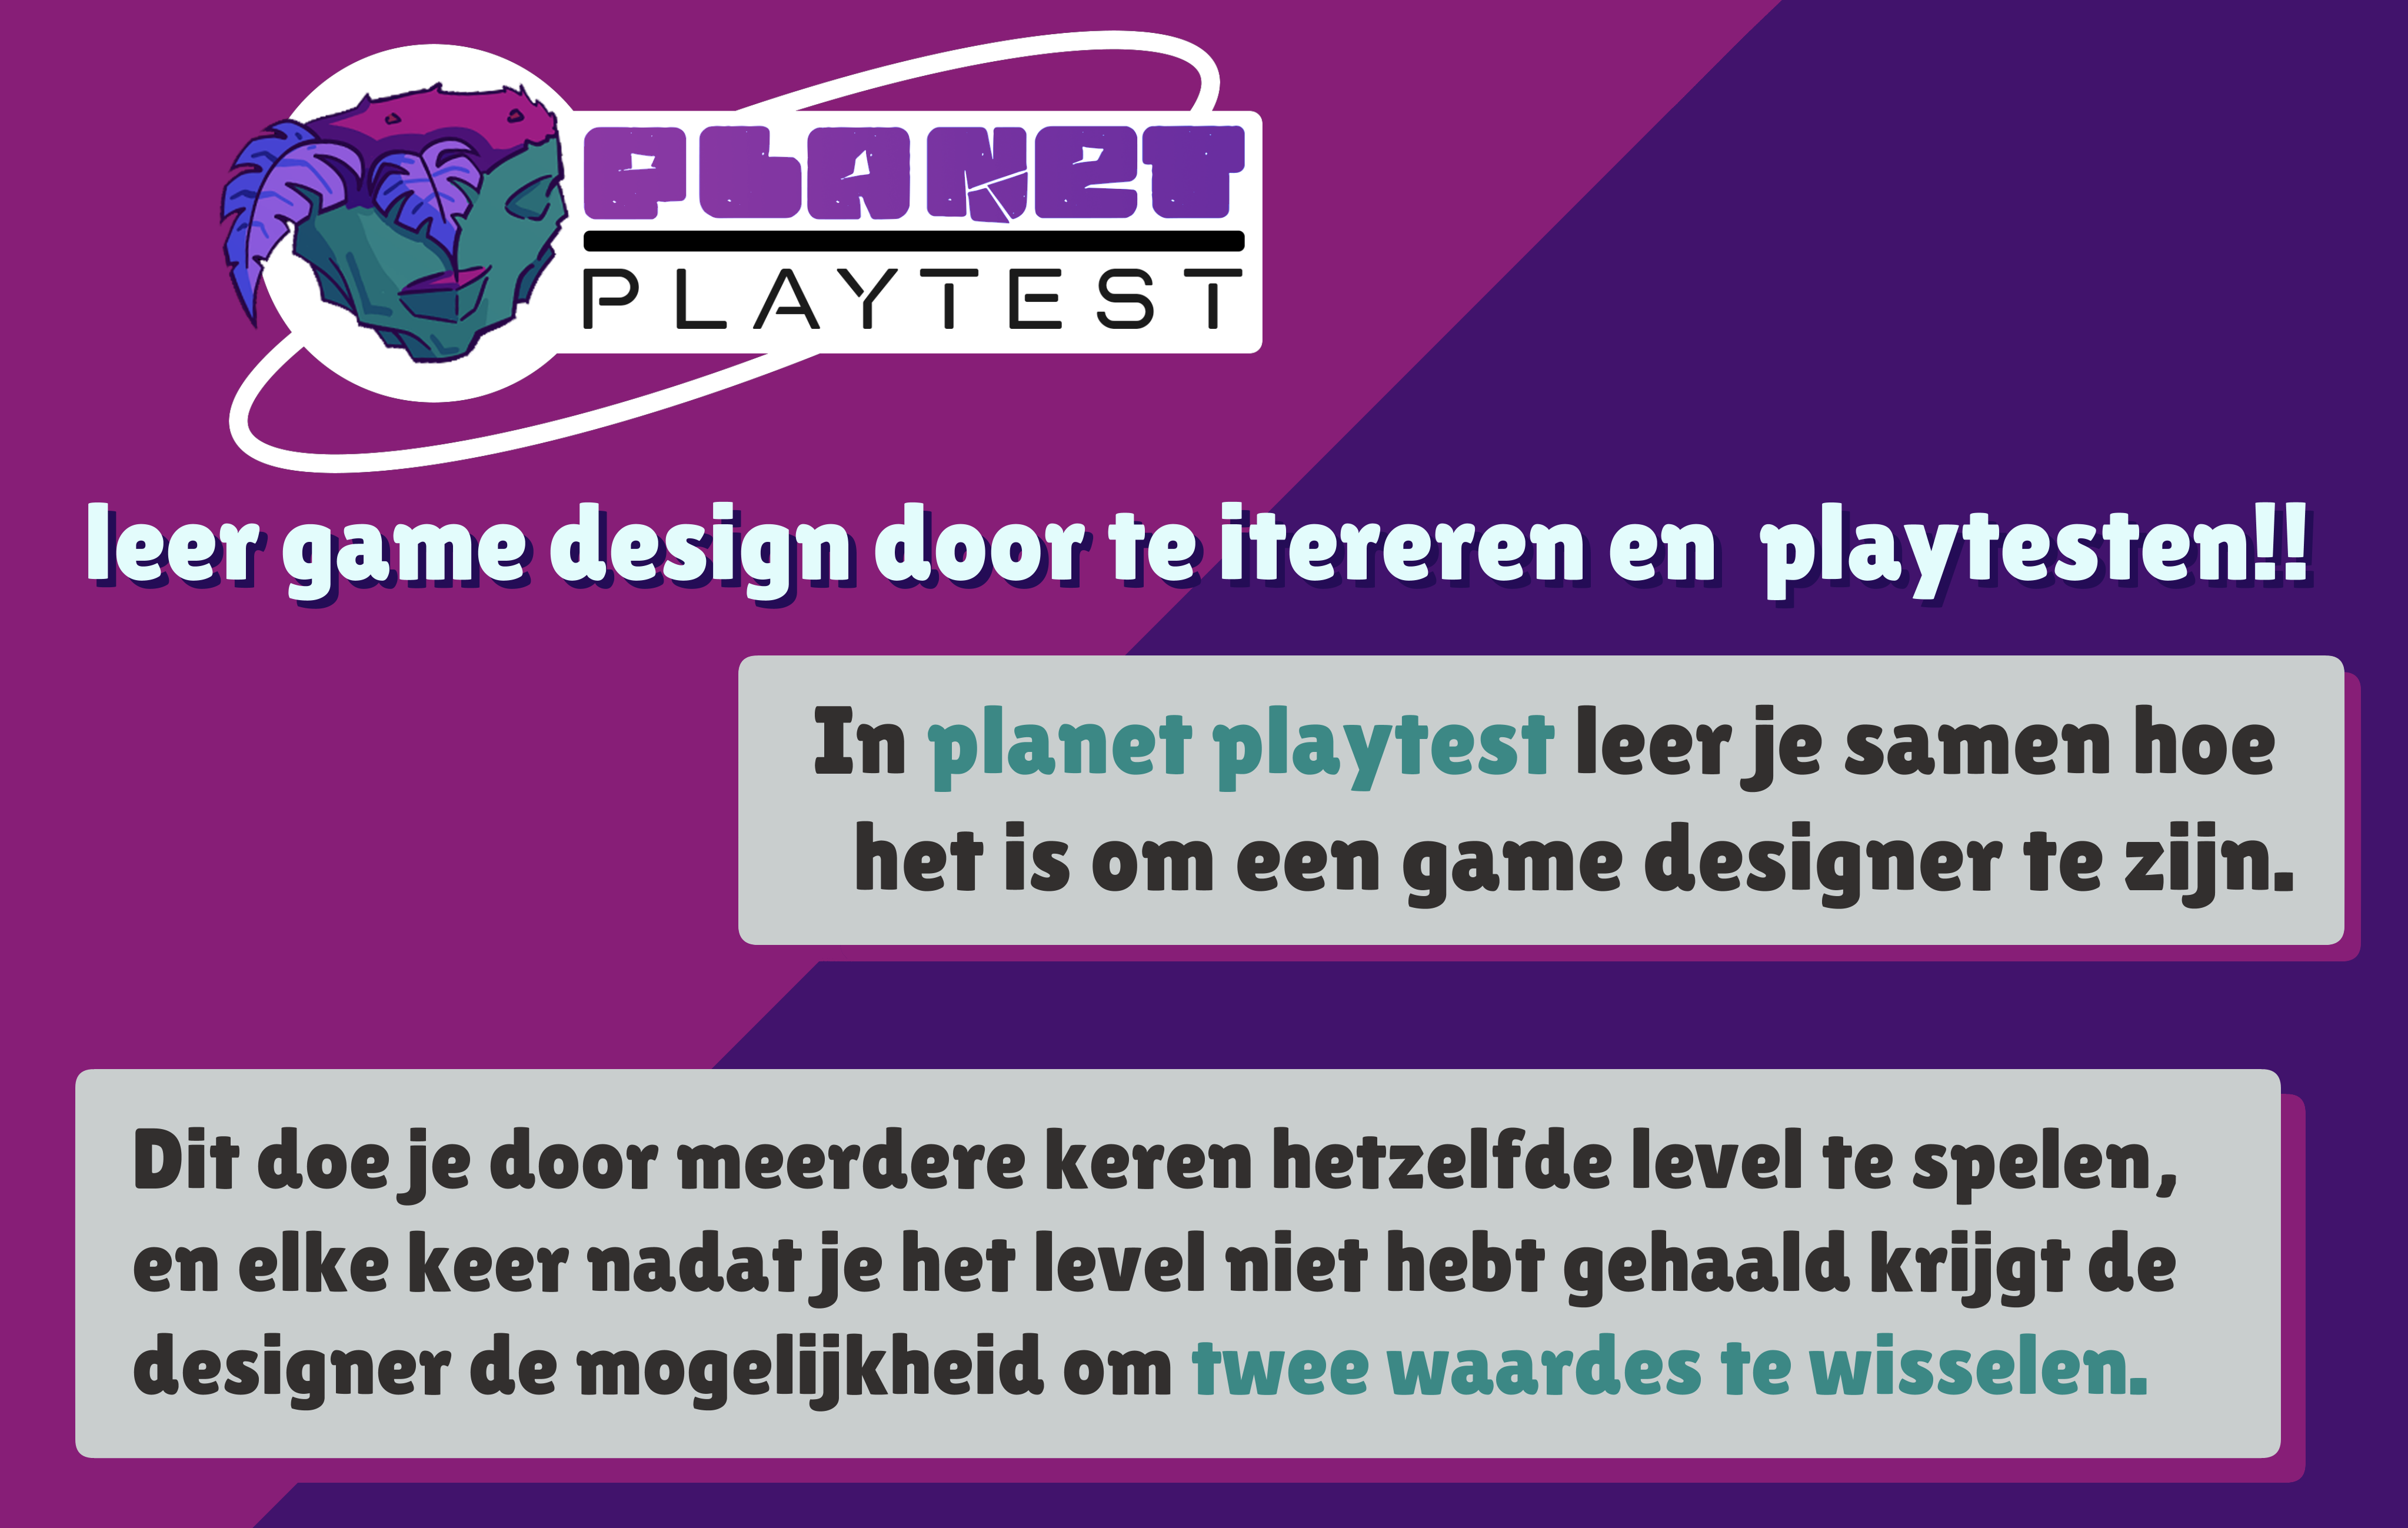 PLANET
PLAYTEST
leer game design door te itereren en playtesten!!
In planet playtest leer je samen hoe
het is om een game designer te zijn.
Dit doe je door meerdere keren hetzelfde level te spelen,
en elke keer nadat je het level niet hebt gehaald krijgt de
designer de mogelijkheid om twee waardes te wisselen.